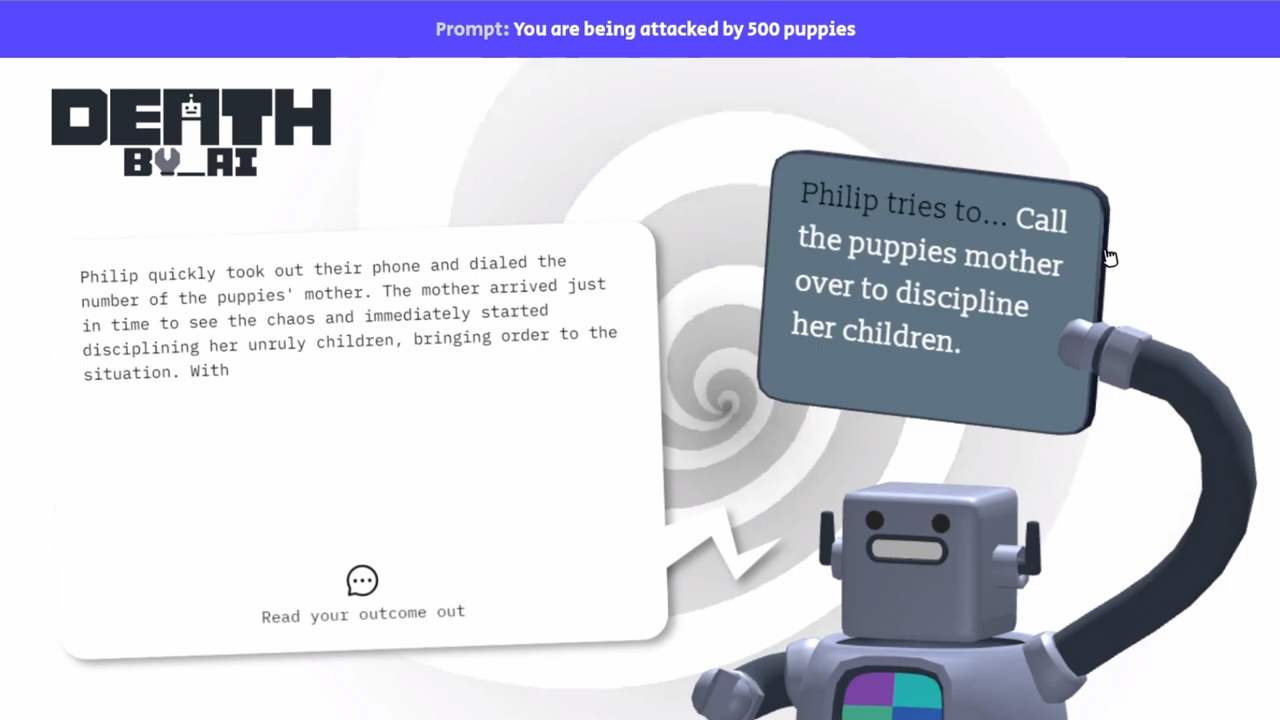 Prompt: You are being attacked by 500 puppies
DEATH
BY_AI
Philip tries to... Call
the puppies mother
over to discipline
her children.
Philip quickly took out their phone and dialed the
number of the puppies' mother. The mother arrived just
in time to see the chaos and immediately started
disciplining her unruly children, bringing order to the
situation. With
Read your outcome out